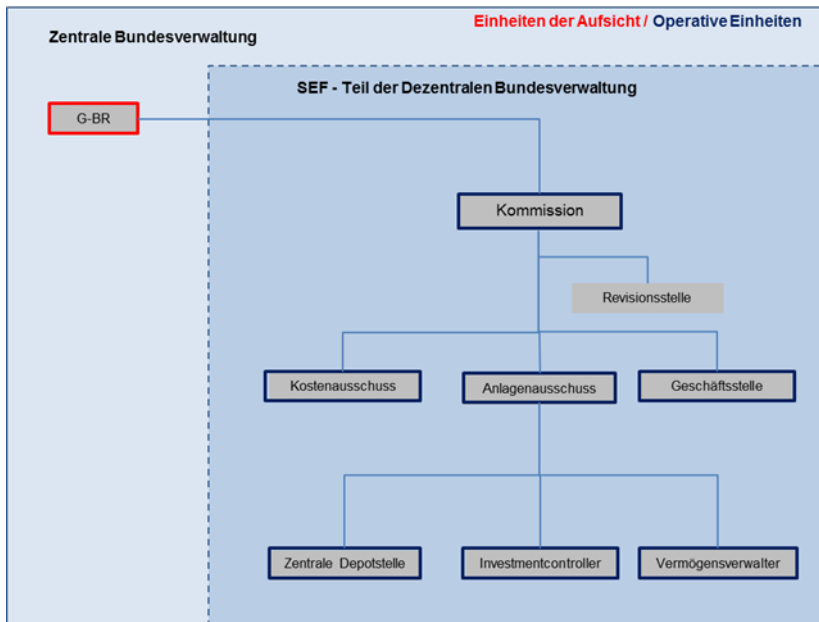 Einheiten der Aufsicht / Operative Einheiten
Zentrale Bundesverwaltung
SEF - Teil der Dezentralen Bundesverwaltung
G-BR
Kommission
Revisionsstelle
Kostenausschuss
Anlagenausschuss
Geschäftsstelle
Zentrale Depotstelle
Investmentcontroller
Vermögensverwalter